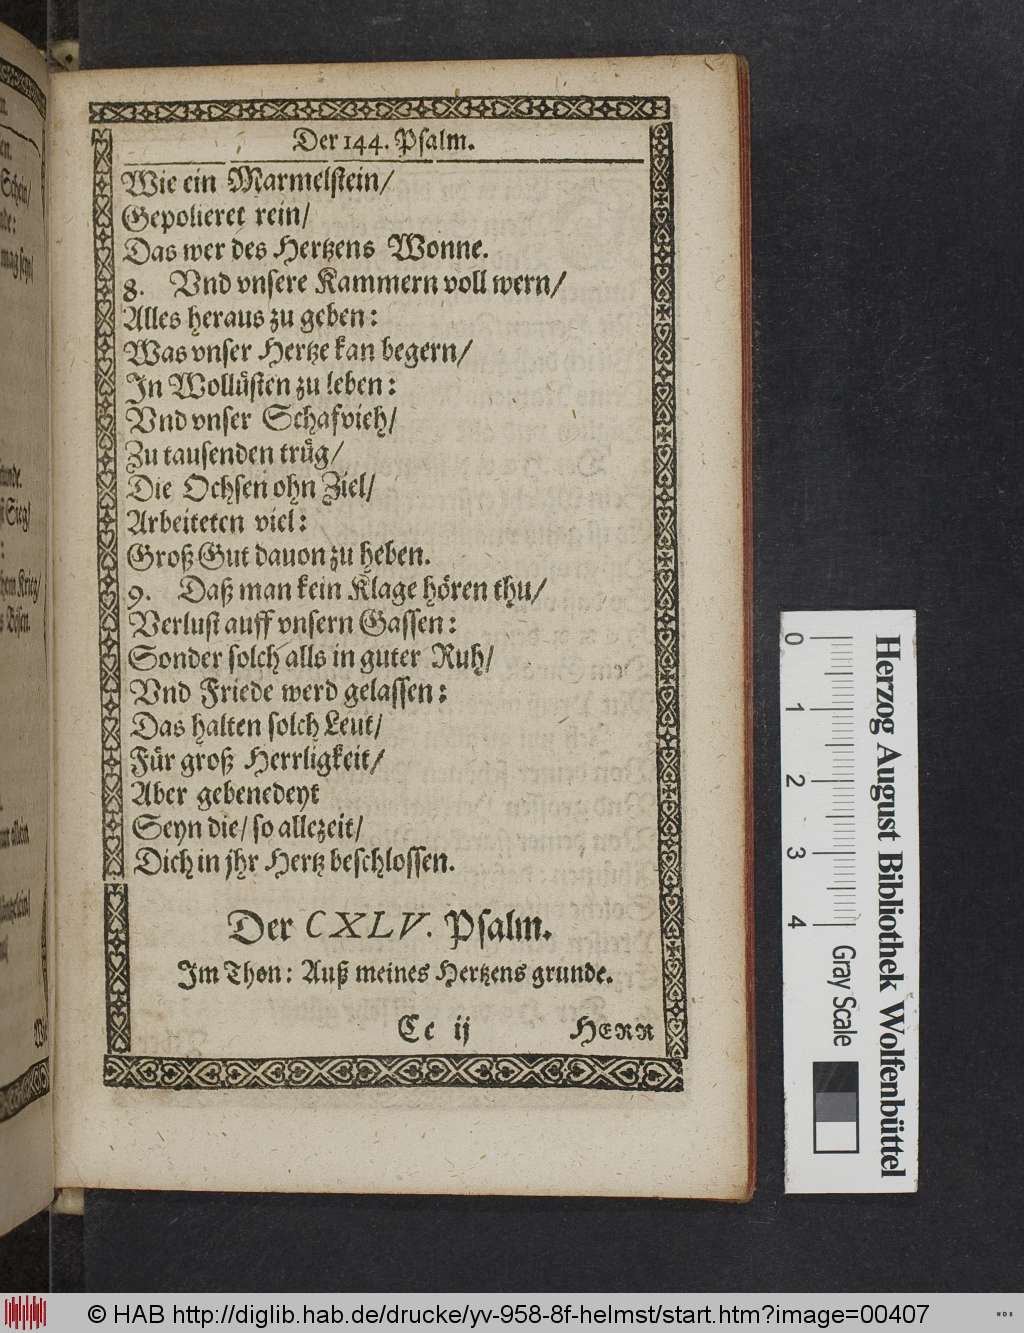 Der 144. Psalm.
Wie ein Marmelstein/
Gepolieret rein/
Das wer des Hertzens Wonne.
8. Vnd vnsere Kammern voll wern/
Alles heraus zu geben:
Was vnser Hertze kan begern/
In Wollüsten zu leben:
Vnd vnser Schafvieh/
Zu tausenden trüg/
Die Ochsen ohn Ziel/
Arbeiteten viel:
Groß Gut dauon zu heben.
9. Daß man kein Klage hören thu/
Verlust auff vnsern Gassen:
Sonder solch alls in guter Ruh/
Vnd Friede werd gelassen:
Das halten solch Leut/
Für groß Herrligkeit/
Aber gebenedeyt
Seyn die/ so allezeit/
Dich in jhr Hertz beschlossen.
Der CXLV. Psalm.
Im Thon: Auß meines Hertzens grunde.
Cc ij HERR
Herzog August Bibliothek Wolfenbüttel
0 1 2 3 4 Gray Scale
© HAB http://diglib.hab.de/drucke/yv-958-8f-helmst/start.htm?image=00407